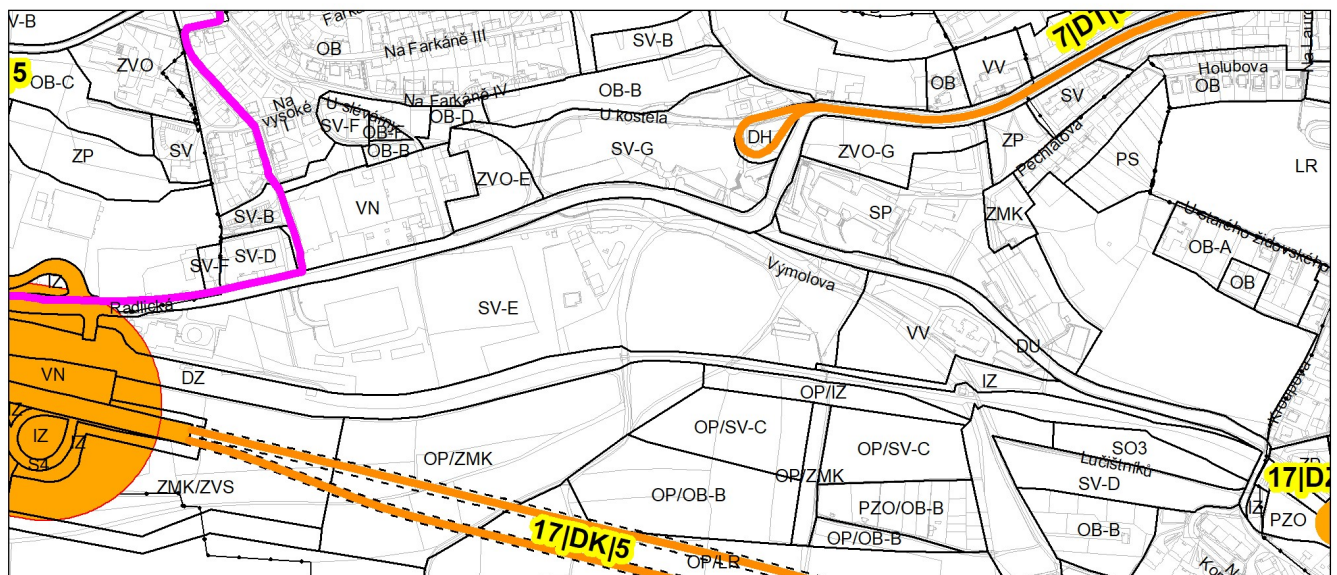 V-B
ZVO
OB
Na Farkáně III
SV-B
7|DT|
5
OB-C
Na vysoké I
U slévárny
Na Farkáně IV
OB-B
OB
VV
SV
Holubova
OB
SV-F
OB-F
OB-D
U kostela
DH
ZVO-G
ZP
Pechlátova
PS
LR
ZP
SV
OB-B
SV-G
ZVO-E
VN
SP
ZMK
U starého židovského
OB-A
SV-B
SV-F
SV-D
OB
IZ
Radlická
Výmolova
SV-E
VV
DU
VN
DZ
OP/IZ
IZ
Kroupova
IZ
IZ
S4
OP/SV-C
OP/SV-C
SO3
Lučištníků
OP/ZMK
OP/ZMK
SV-D
17|DZ
ZMK/ZVS
OP/OB-B
PZO/OB-B
IZ
PZO
17|DK|5
OP/OB-B
OB-B
OP/LR